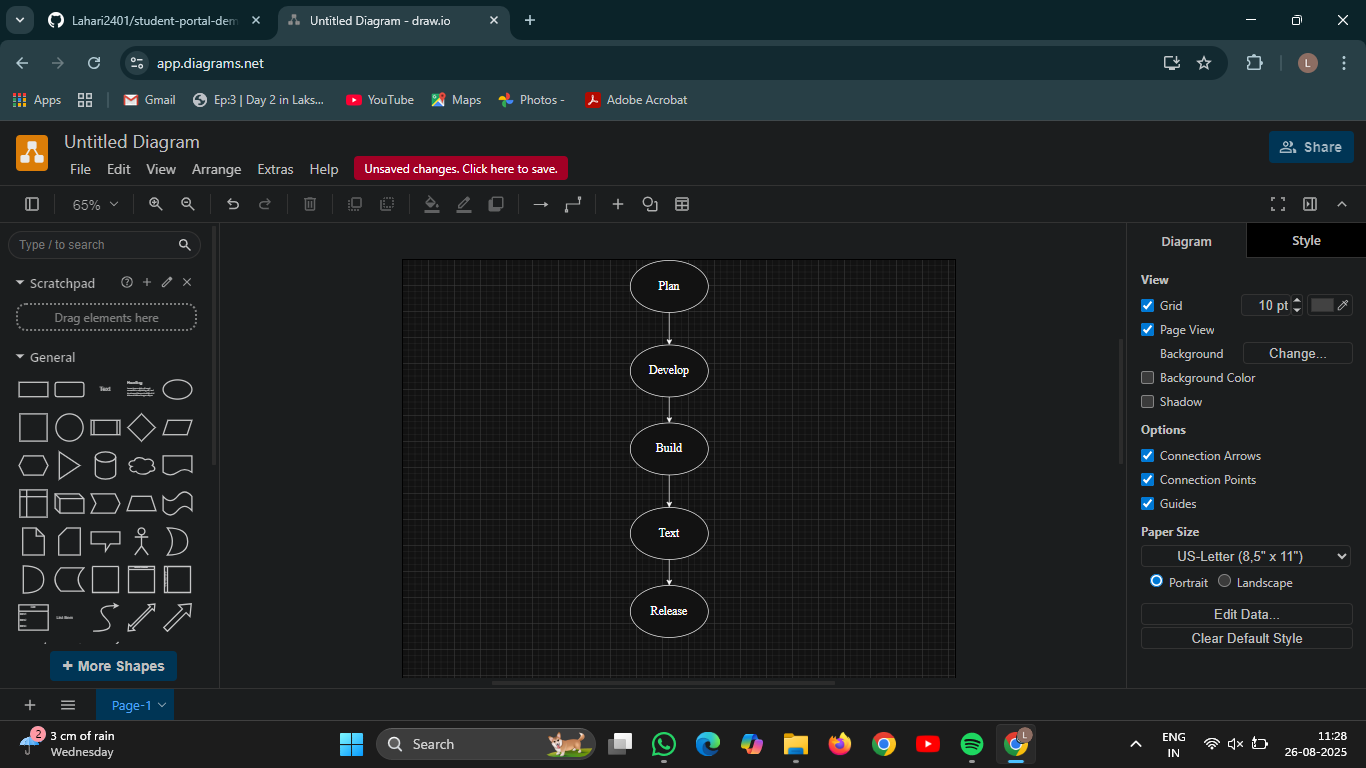 Lahari2401/student-portal-dem
Untitled Diagram - draw.io
app.diagrams.net
L
Apps
Gmail
Ep:3 | Day 2 in Laks...
YouTube
Maps
Photos -
Adobe Acrobat
Untitled Diagram
File Edit View Arrange Extras Help
Unsaved changes. Click here to save.
Share
65%
Type / to search
Scratchpad
Drag elements here
General
Text
Heading
List Item
+ More Shapes
Plan
Develop
Build
Text
Release
Diagram
Style
View
Grid
10 pt
Page View
Background
Change...
Background Color
Shadow
Options
Connection Arrows
Connection Points
Guides
Paper Size
US-Letter (8,5" x 11")
Portrait
Landscape
Edit Data...
Clear Default Style
Page-1
2
3 cm of rain
Wednesday
Search
L
ENG
IN
11:28
26-08-2025